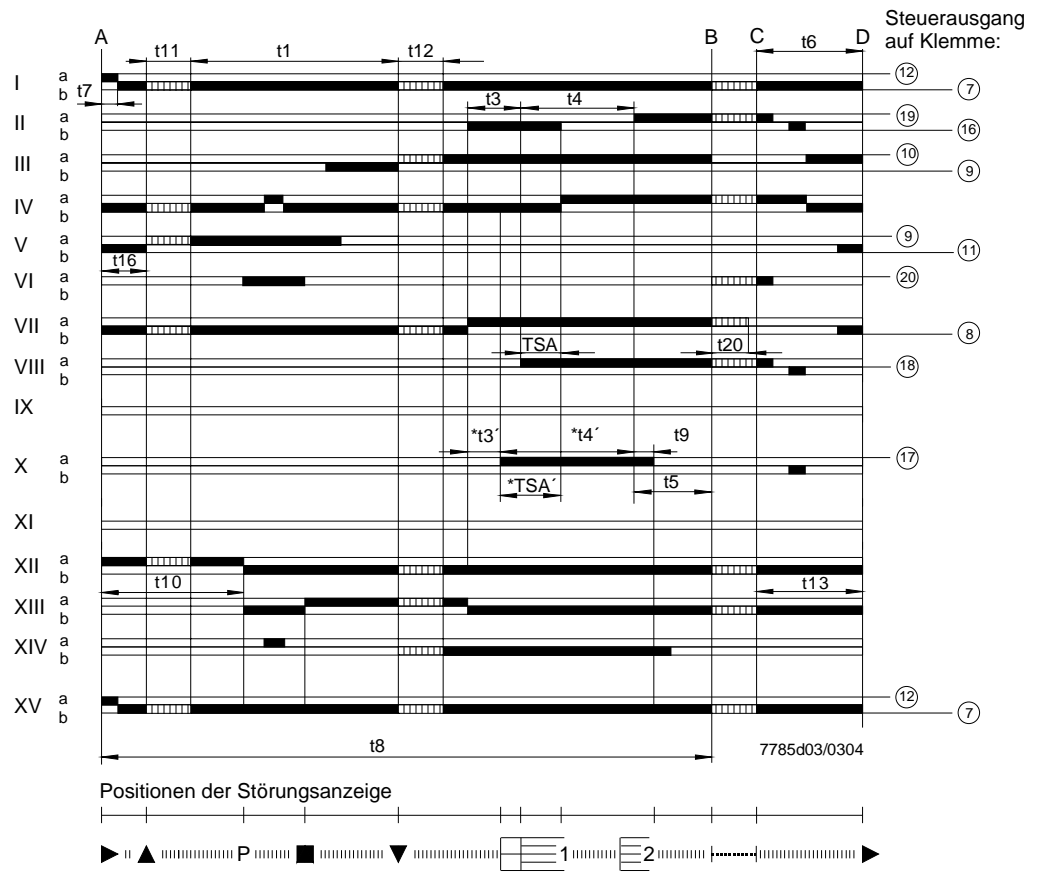 Steuerausgang
auf Klemme:
A B C D
t11 t1 t12 t6
I a b t7 12 7
t3 t4
II a b 19 16
III a b 10 9
IV a b
V a b 9 11
t16
VI a b 20
VII a b 8
TSA t20
VIII a b 18
IX
*t3´ *t4´ t9
X a b 17
*TSA´ t5
XI
XII a b
t10 t13
XIII a b
XIV a b
XV a b 12 7
t8
7785d03/0304
Positionen der Störungsanzeige
P 1 2